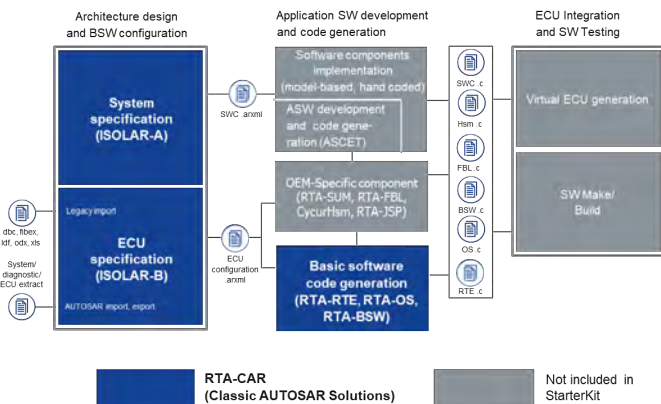 Architecture design
and BSW configuration
Application SW development
and code generation
ECU Integration
and SW Testing
System
specification
(ISOLAR-A)
SWC .arxml
Software components
implementation
(model-based, hand coded)
ASW development
and code gene-
ration (ASCET)
SWC .c
Hsm .c
FBL .c
BSW .c
OS .c
RTE .c
Virtual ECU generation
SW Make/
Build
Legacy import
ECU
specification
(ISOLAR-B)
AUTOSAR import, export
dbc, fibex,
ldf, odx, xls
System/
diagnostic/
ECU extract
ECU
configuration
.arxml
OEM-Specific component
(RTA-SUM, RTA-FBL,
CycurHsm, RTA-JSP)
Basic software
code generation
(RTA-RTE, RTA-OS,
RTA-BSW)
RTA-CAR
(Classic AUTOSAR Solutions)
Not included in
StarterKit